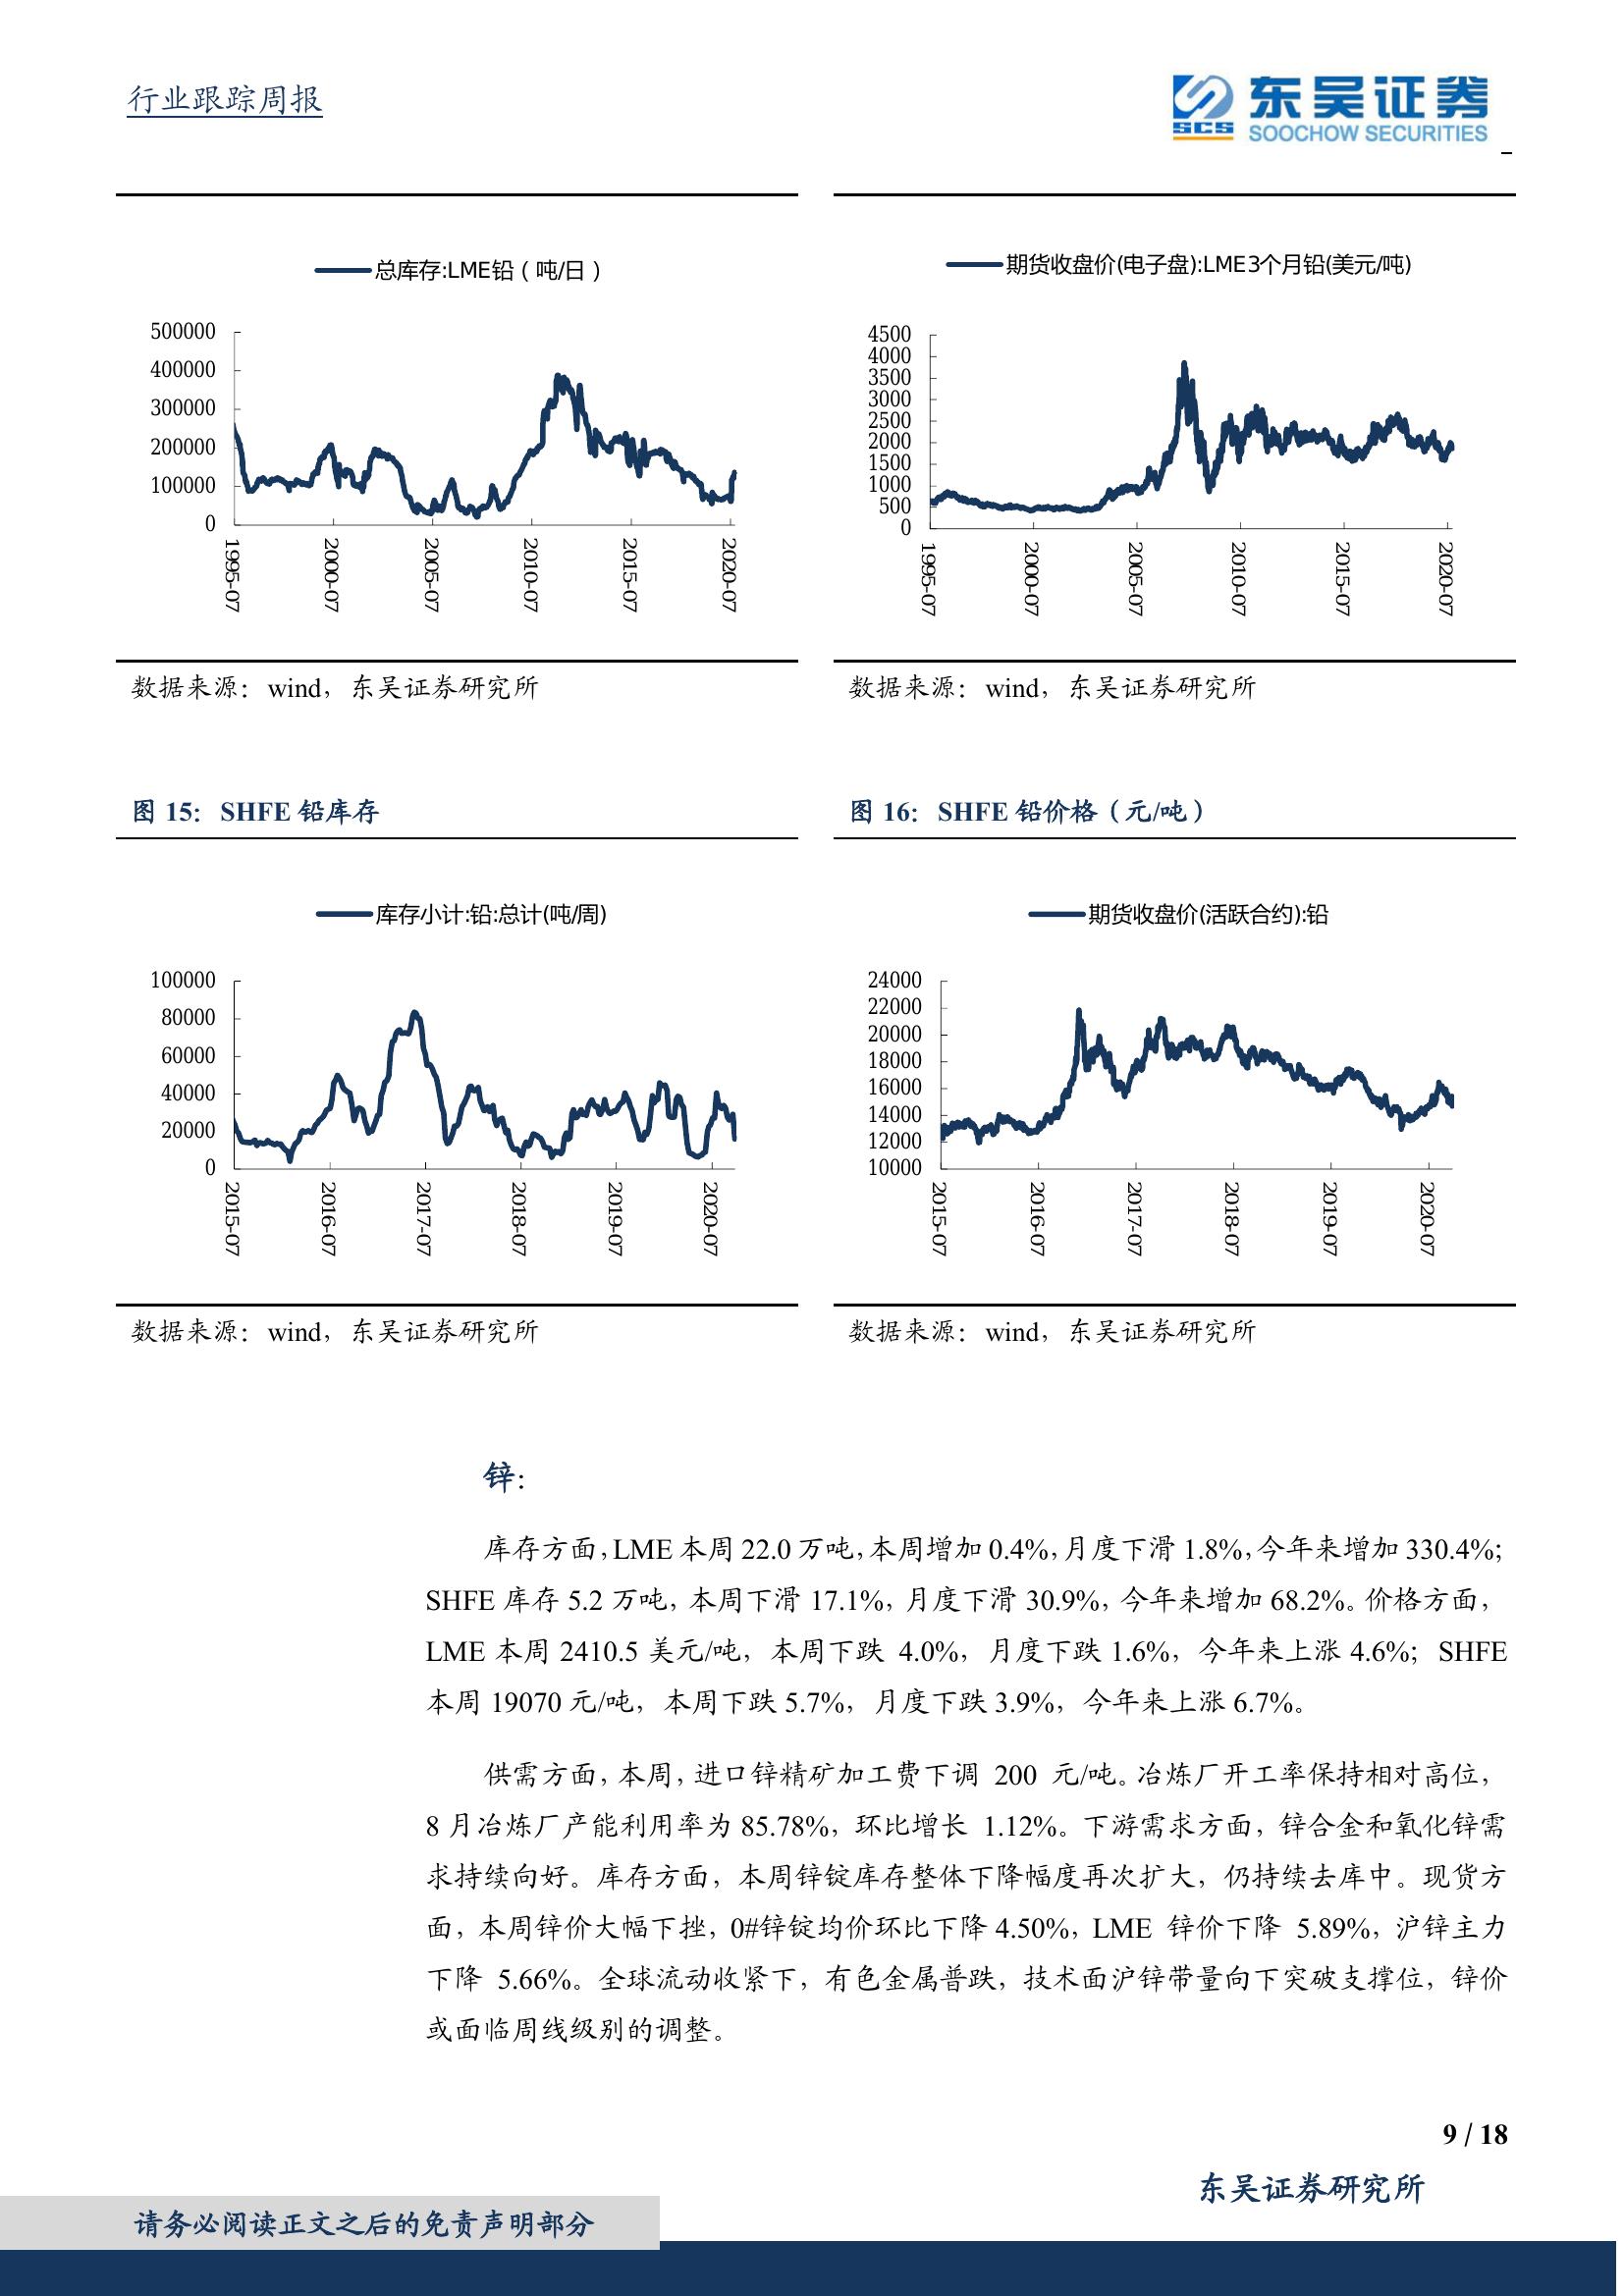 行业跟踪周报
SCS
东吴证券
SOOCHOW SECURITIES
总库存:LME铅（吨/日）
500000
400000
300000
200000
100000
0
1995-07
2000-07
2005-07
2010-07
2015-07
2020-07
数据来源：wind，东吴证券研究所
期货收盘价(电子盘):LME3个月铅(美元/吨)
4500
4000
3500
3000
2500
2000
1500
1000
500
0
1995-07
2000-07
2005-07
2010-07
2015-07
2020-07
数据来源：wind，东吴证券研究所
图 15：SHFE 铅库存
库存小计:铅:总计(吨/周)
100000
80000
60000
40000
20000
0
2015-07
2016-07
2017-07
2018-07
2019-07
2020-07
数据来源：wind，东吴证券研究所
图 16：SHFE 铅价格（元/吨）
期货收盘价(活跃合约):铅
24000
22000
20000
18000
16000
14000
12000
10000
2015-07
2016-07
2017-07
2018-07
2019-07
2020-07
数据来源：wind，东吴证券研究所
锌：
库存方面，LME 本周 22.0 万吨，本周增加 0.4%，月度下滑 1.8%，今年来增加 330.4%；
SHFE 库存 5.2 万吨，本周下滑 17.1%，月度下滑 30.9%，今年来增加 68.2%。价格方面，
LME 本周 2410.5 美元/吨，本周下跌 4.0%，月度下跌 1.6%，今年来上涨 4.6%；SHFE
本周 19070 元/吨，本周下跌 5.7%，月度下跌 3.9%，今年来上涨 6.7%。
供需方面，本周，进口锌精矿加工费下调 200 元/吨。冶炼厂开工率保持相对高位，
8 月冶炼厂产能利用率为 85.78%，环比增长 1.12%。下游需求方面，锌合金和氧化锌需
求持续向好。库存方面，本周锌锭库存整体下降幅度再次扩大，仍持续去库中。现货方
面，本周锌价大幅下挫，0#锌锭均价环比下降 4.50%，LME 锌价下降 5.89%，沪锌主力
下降 5.66%。全球流动收紧下，有色金属普跌，技术面沪锌带量向下突破支撑位，锌价
或面临周线级别的调整。
9 / 18
东吴证券研究所
请务必阅读正文之后的免责声明部分